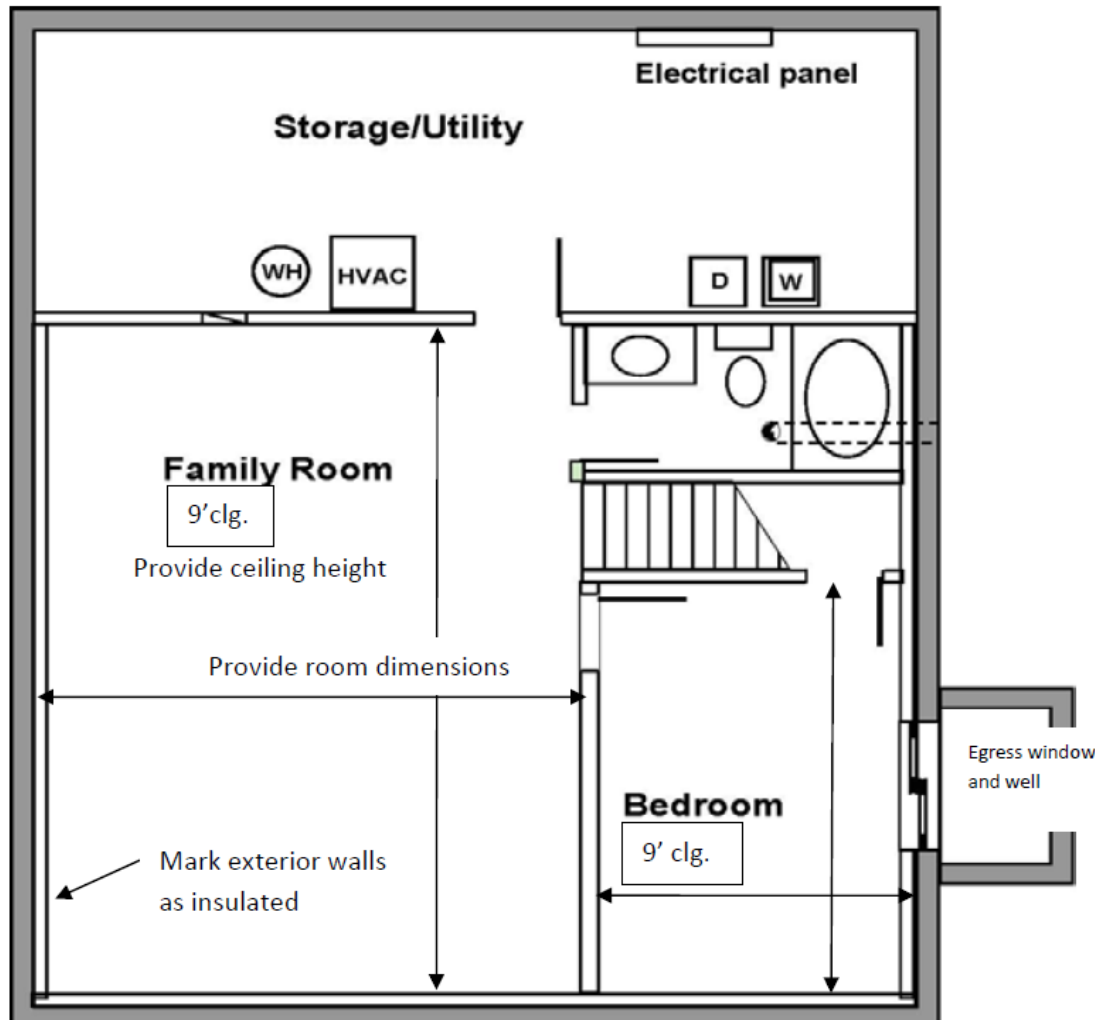 Electrical panel
Storage/Utility
WH
HVAC
D
W
Family Room
9’clg.
Provide ceiling height
Provide room dimensions
Egress window
and well
Bedroom
9’ clg.
Mark exterior walls
as insulated